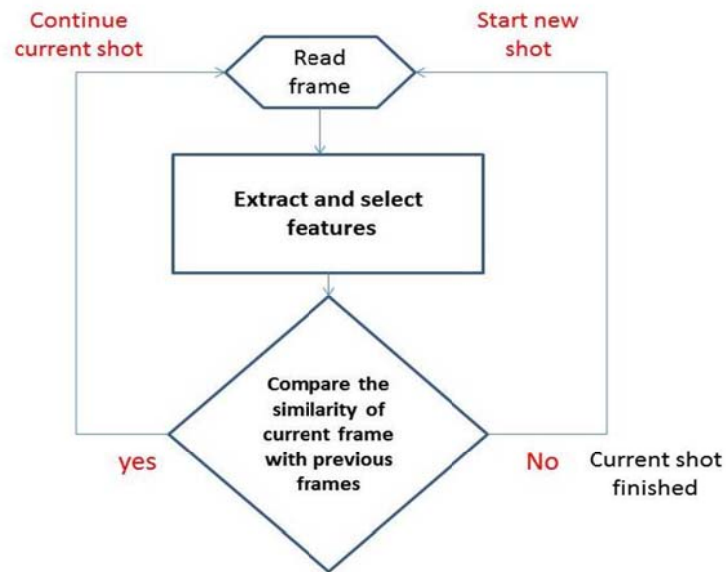 Continue
current shot
Start new
shot
Read
frame
Extract and select
features
Compare the
similarity of
current frame
with previous
frames
yes
No
Current shot
finished